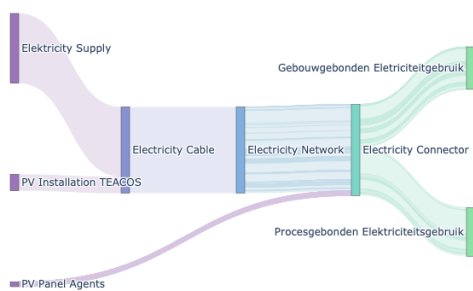 Elektricity Supply
Gebouwgebonden Eletriciteitgebruik
Electricity Cable
Electricity Network
Electricity Connector
PV Installation TEACOS
Procesgebonden Elektriciteitsgebruik
PV Panel Agents